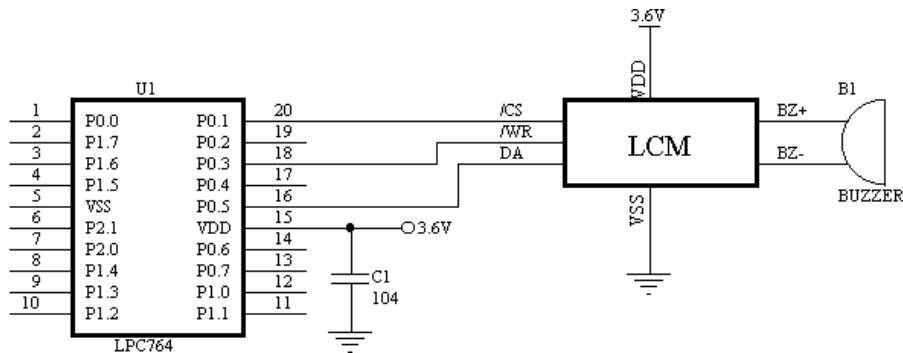 3.6V
U1
VDD
B1
1 P0.0 P0.1 20 /CS BZ+
2 P1.7 P0.2 19 /WR
3 P1.6 P0.3 18 DA LCM BZ-
4 P1.5 P0.4 17
5 VSS P0.5 16 VSS BUZZER
6 P2.1 VDD 15 3.6V
7 P2.0 P0.6 14
8 P1.4 P0.7 13 C1
9 P1.3 P1.0 12 104
10 P1.2 P1.1 11
LPC764